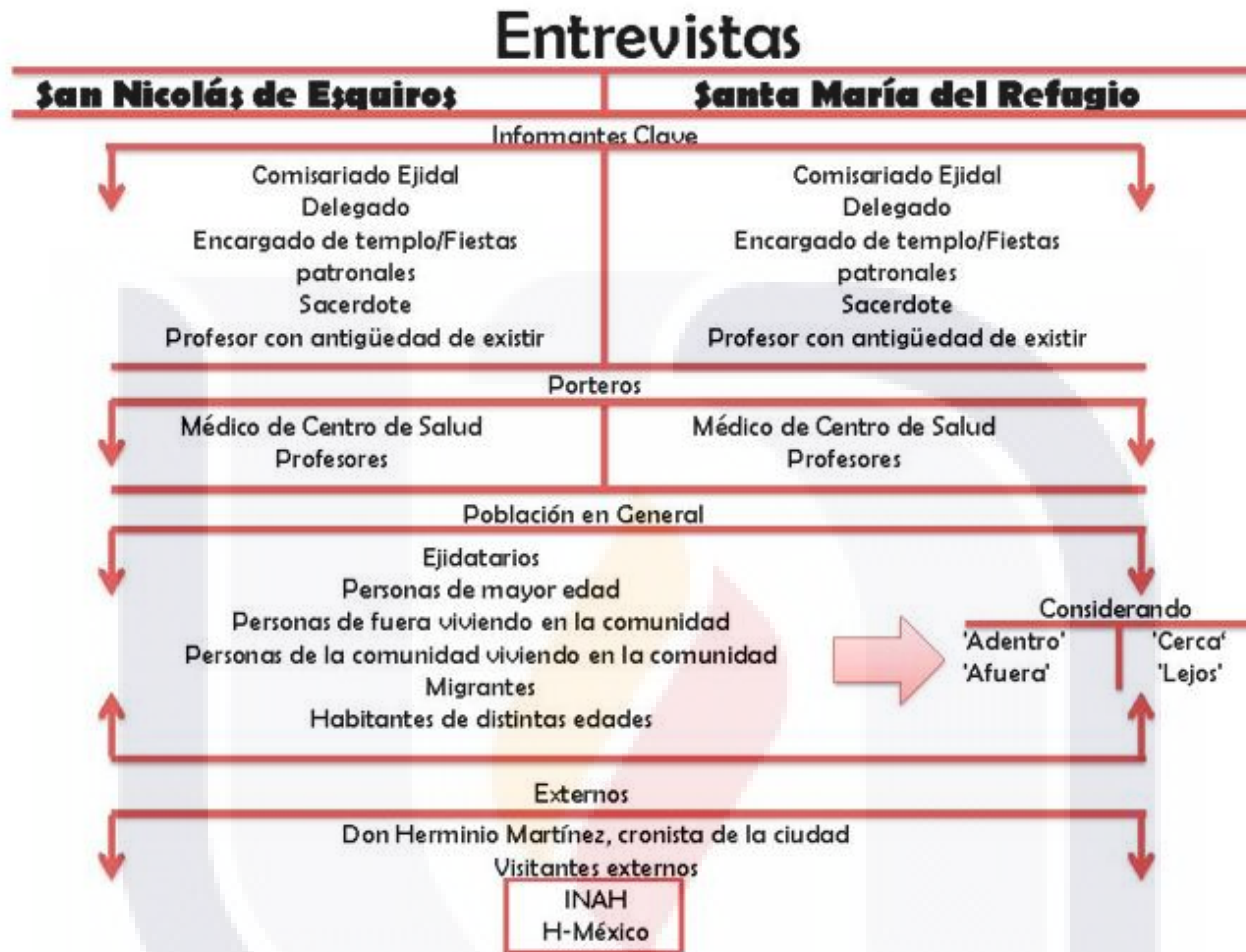 Entrevistas
San Nicolás de Esquiros
Santa María del Refugio
Informantes Clave
Comisariado Ejidal
Delegado
Encargado de templo/Fiestas
patronales
Sacerdote
Profesor con antigüedad de existir
Comisariado Ejidal
Delegado
Encargado de templo/Fiestas
patronales
Sacerdote
Profesor con antigüedad de existir
Porteros
Médico de Centro de Salud
Profesores
Médico de Centro de Salud
Profesores
Población en General
Ejidatarios
Personas de mayor edad
Personas de fuera viviendo en la comunidad
Personas de la comunidad viviendo en la comunidad
Migrantes
Habitantes de distintas edades
Considerando
'Adentro'
'Afuera'
'Cerca‘
'Lejos'
Externos
Don Herminio Martínez, cronista de la ciudad
Visitantes externos
INAH
H-México